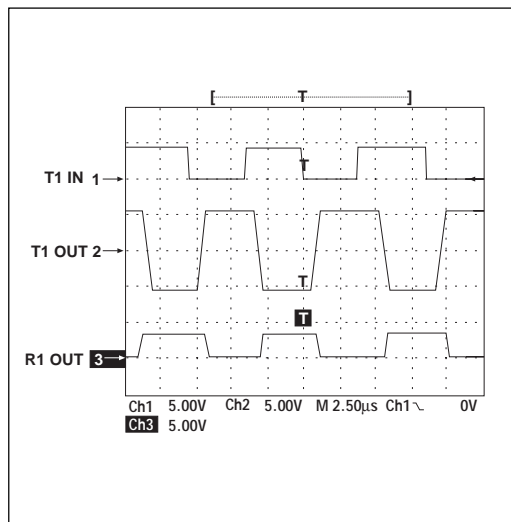 [ T ]
T1 IN 1
T
T1 OUT 2
T
T
R1 OUT 3
Ch1 5.00V Ch2 5.00V M 2.50µs Ch1 0V
Ch3 5.00V